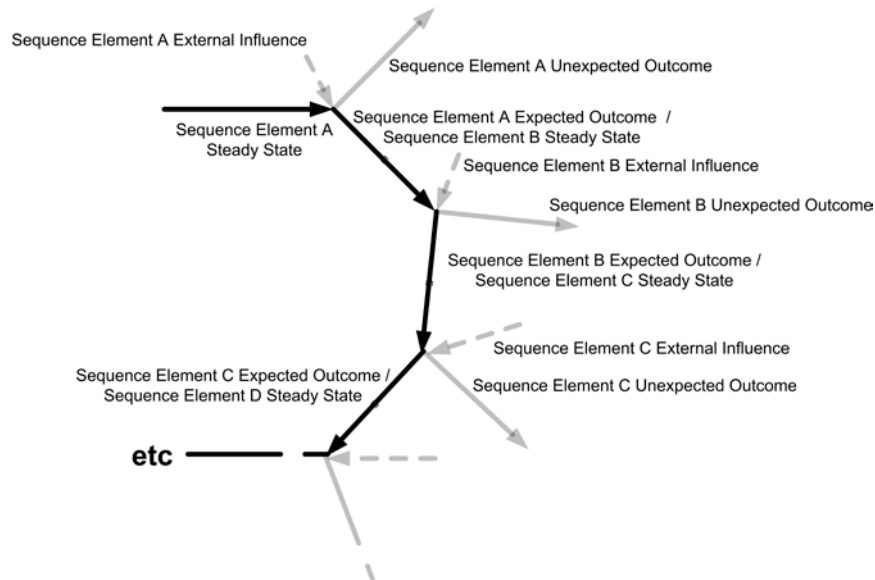 Sequence Element A External Influence
Sequence Element A Unexpected Outcome
Sequence Element A
Steady State
Sequence Element A Expected Outcome /
Sequence Element B Steady State
Sequence Element B External Influence
Sequence Element B Unexpected Outcome
Sequence Element B Expected Outcome /
Sequence Element C Steady State
Sequence Element C External Influence
Sequence Element C Unexpected Outcome
Sequence Element C Expected Outcome /
Sequence Element D Steady State
etc